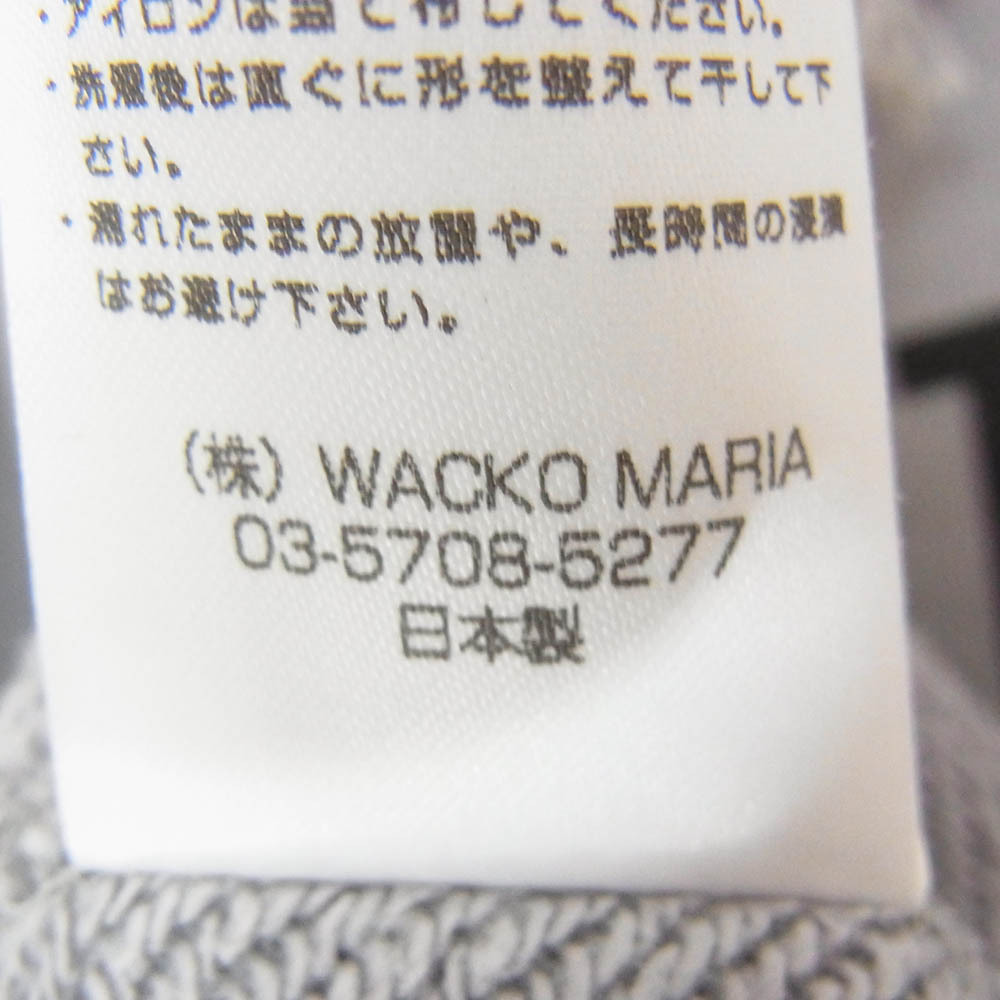 ・アイロンは当て布してください。
・洗濯後は直ぐに形を整えて干して下
さい。
・濡れたままの放置や、長時間の浸漬
はお避け下さい。
(株) WACKO MARIA
03-5708-5277
日本製